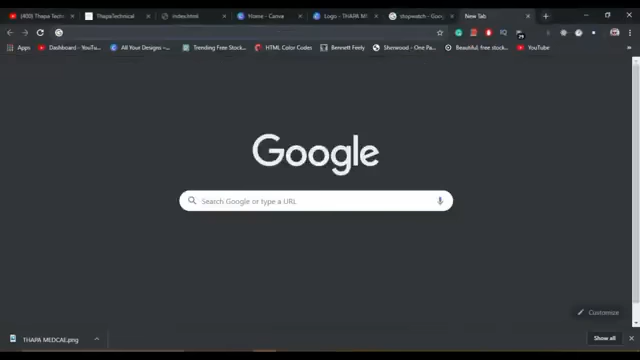 (403) Thapa Techn
ThapaTechnical
index.html
Home - Canva
Logo - THAPA ME
stopwatch - Goog
New Tab
Apps
Dashboard - YouTu...
All Your Designs –...
Trending Free Stock...
HTML Color Codes
Bennett Feely
Sherwood - One Pa...
Beautiful, free stock...
YouTube
29
Google
Search Google or type a URL
Customize
THAPA MEDCAE.png
Show all